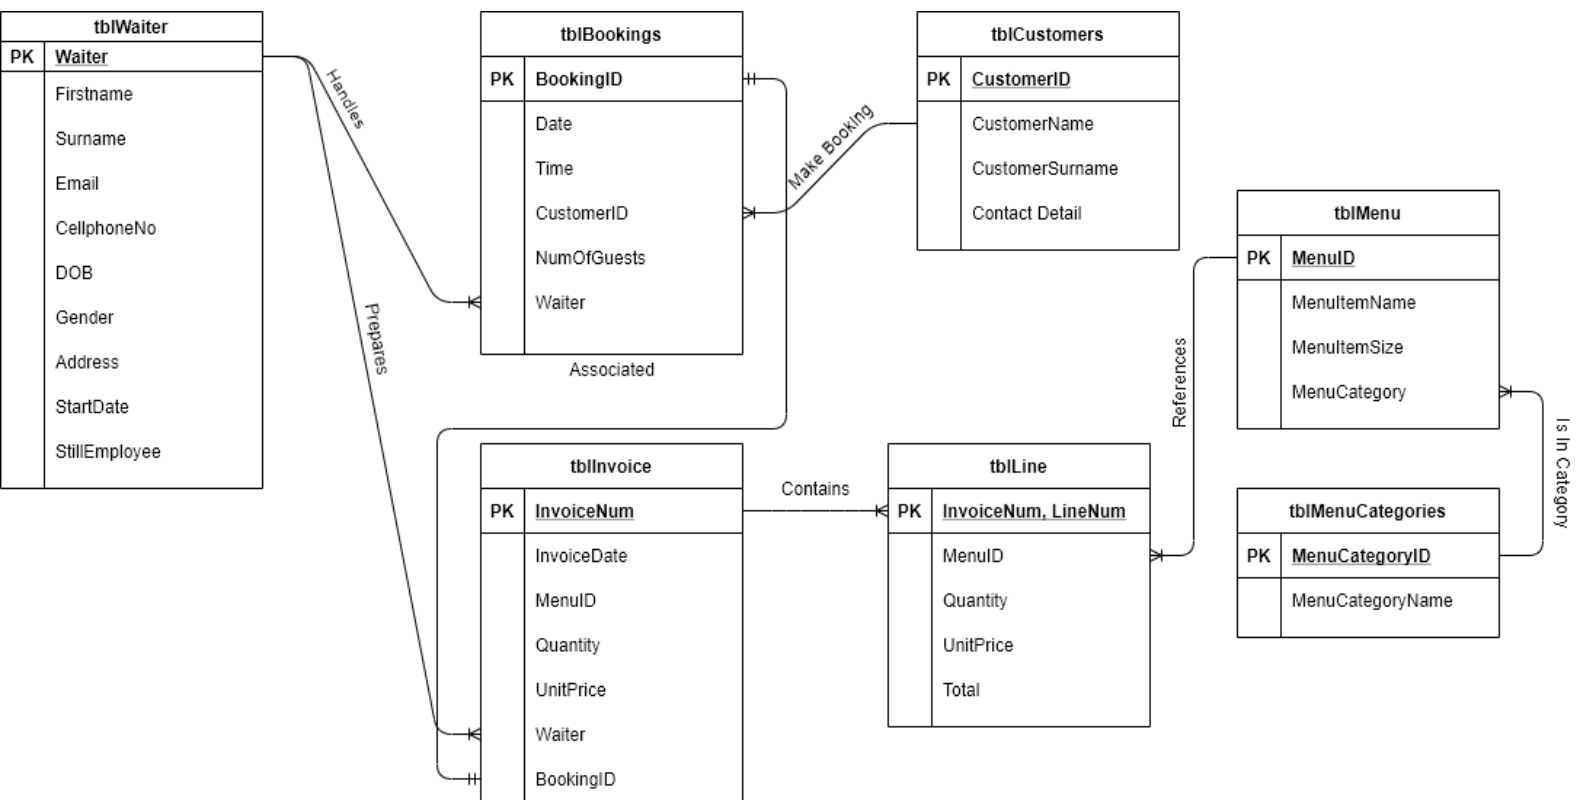 tblWaiter
PK Waiter
Firstname
Surname
Email
CellphoneNo
DOB
Gender
Address
StartDate
StillEmployee
Handles
Prepares
tblBookings
PK BookingID
Date
Time
CustomerID
NumOfGuests
Waiter
Associated
Make Booking
tblCustomers
PK CustomerID
CustomerName
CustomerSurname
Contact Detail
tblInvoice
PK InvoiceNum
InvoiceDate
MenuID
Quantity
UnitPrice
Waiter
BookingID
Contains
tblLine
PK InvoiceNum, LineNum
MenuID
Quantity
UnitPrice
Total
References
tblMenu
PK MenuID
MenuItemName
MenuItemSize
MenuCategory
Is In Category
tblMenuCategories
PK MenuCategoryID
MenuCategoryName